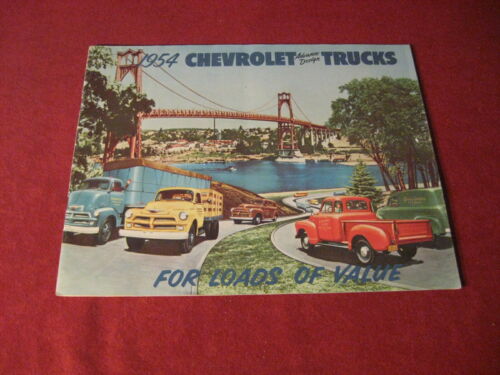 1954 CHEVROLET Advance Design TRUCKS
FOR LOADS OF VALUE